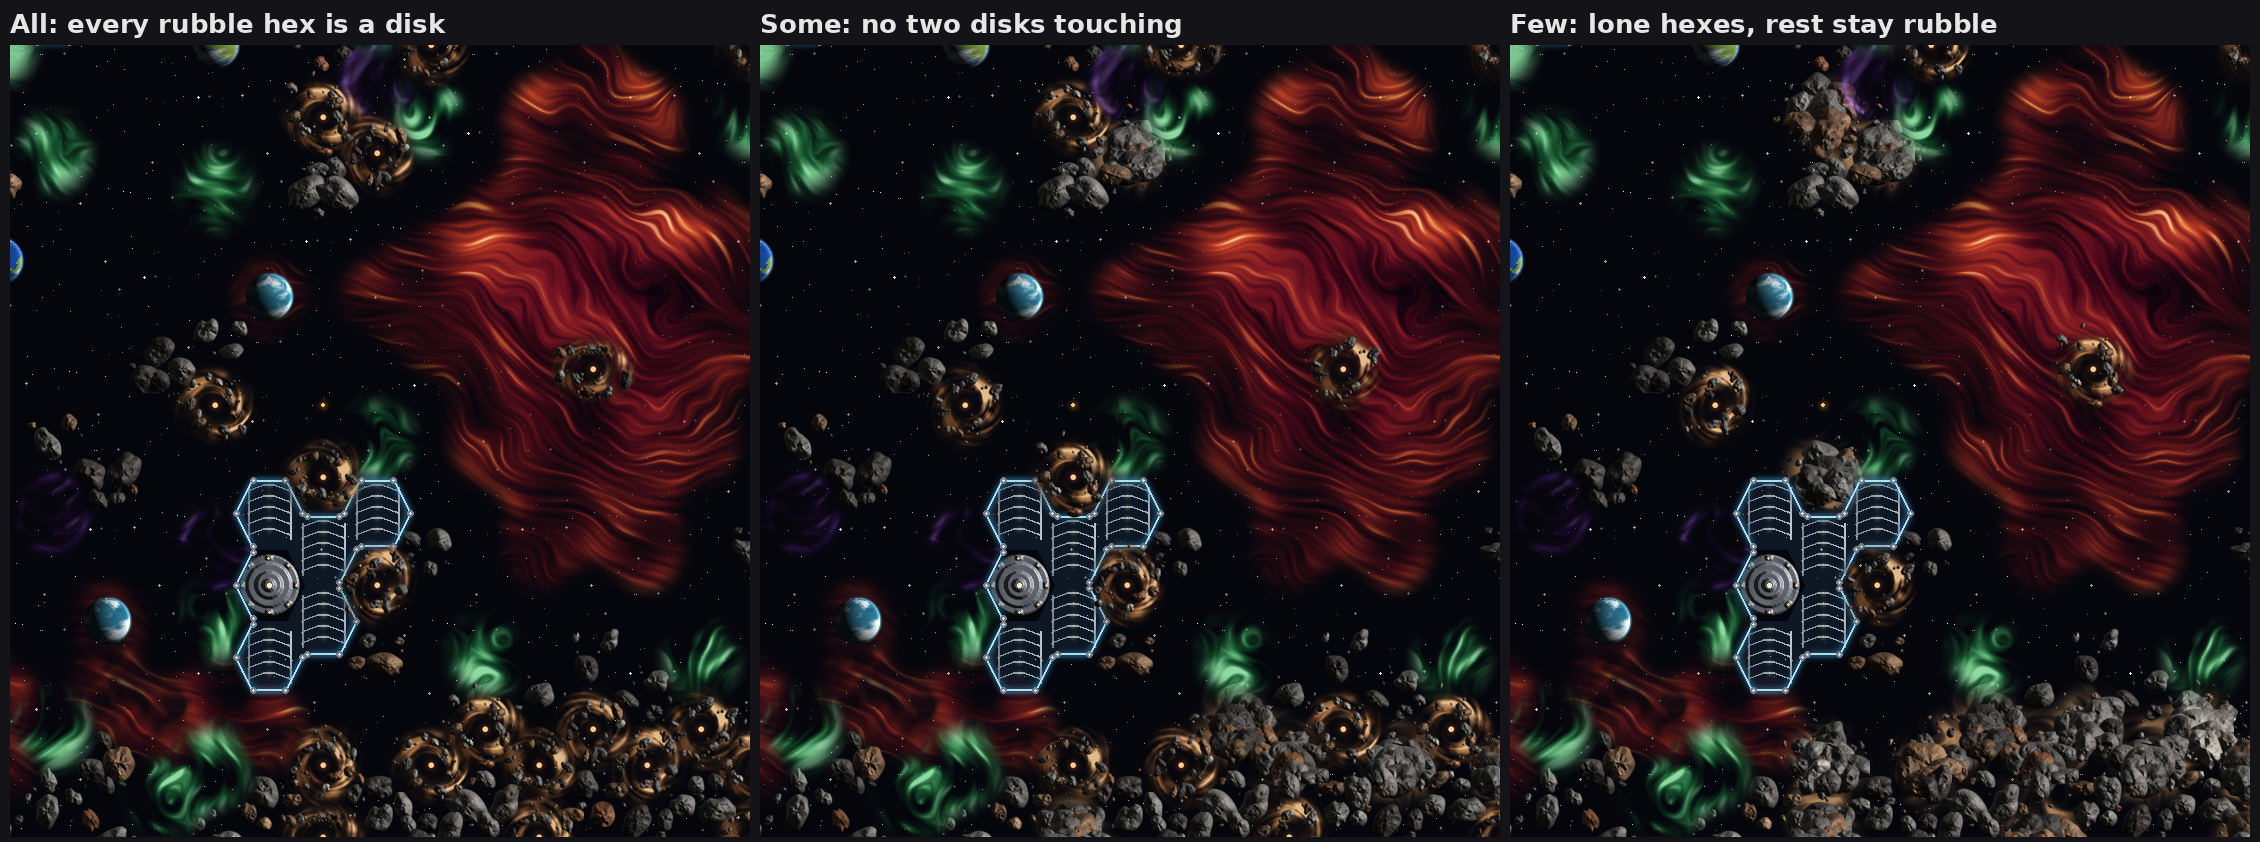 All: every rubble hex is a disk
Some: no two disks touching
Few: lone hexes, rest stay rubble